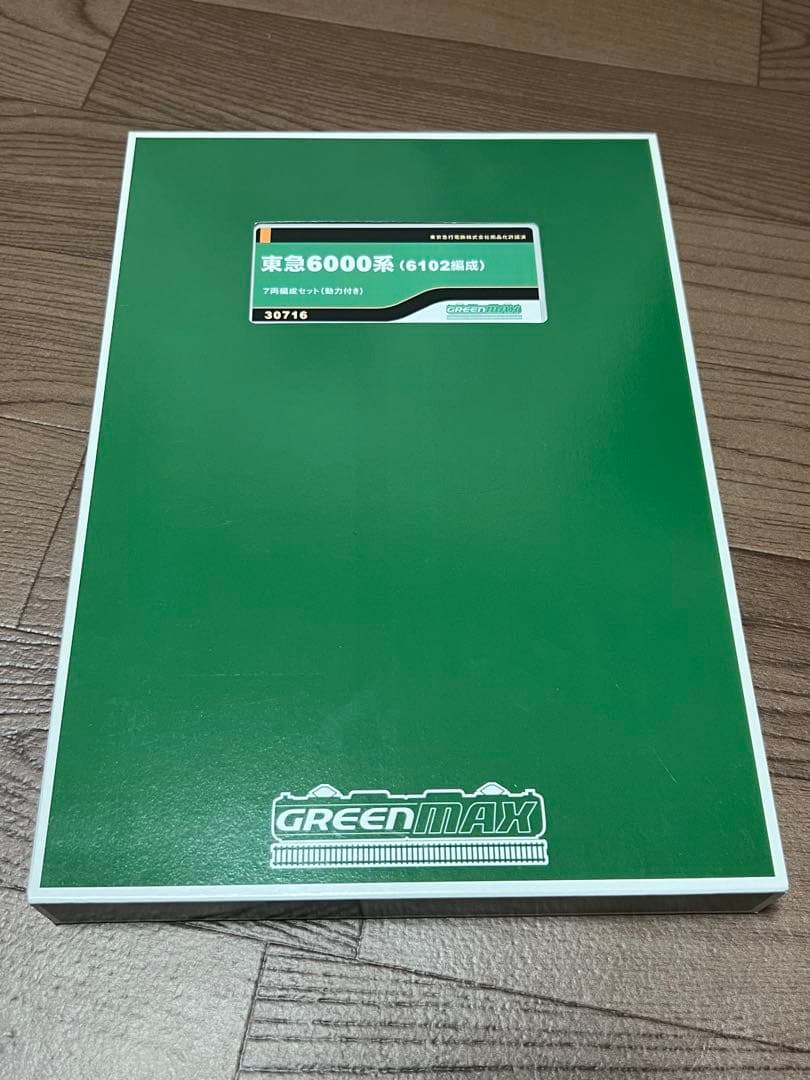 東京急行電鉄株式会社商品化許諾済
東急6000系(6102編成)
7両編成セット(動力付き)
30716
GREENMAX
GREENMAX